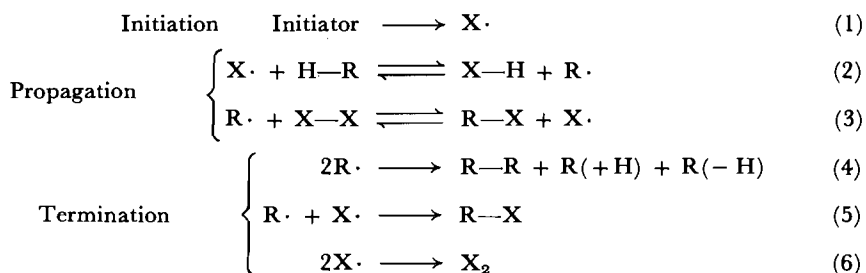 Initiation Initiator ⟶ X· (1)
X· + H—R ⇌ X—H + R· (2)
Propagation
R· + X—X ⇌ R—X + X· (3)
2R· ⟶ R—R + R(+H) + R(− H) (4)
Termination R· + X· ⟶ R—X (5)
2X· ⟶ X₂ (6)